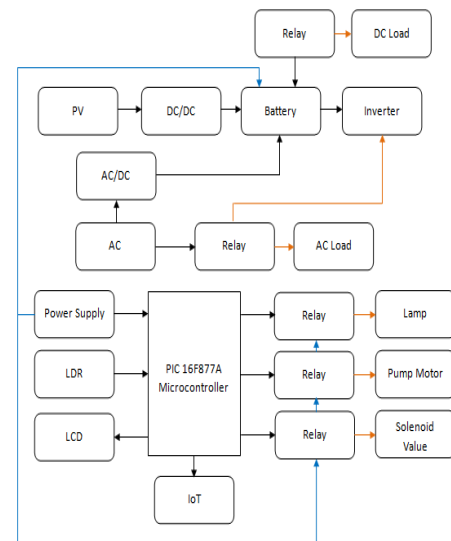 Relay
DC Load
PV
DC/DC
Battery
Inverter
AC/DC
AC
Relay
AC Load
Power Supply
PIC 16F877A
Microcontroller
Relay
Lamp
LDR
Relay
Pump Motor
LCD
Relay
Solenoid
Value
IoT